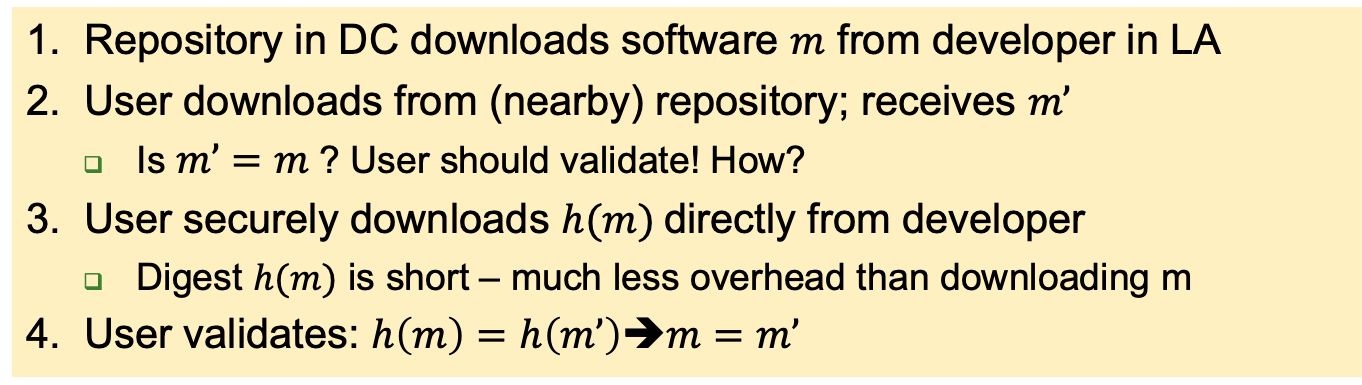 1. Repository in DC downloads software m from developer in LA
2. User downloads from (nearby) repository; receives m’
Is m’ = m ? User should validate! How?
3. User securely downloads h(m) directly from developer
Digest h(m) is short – much less overhead than downloading m
4. User validates: h(m) = h(m’)➔m = m’